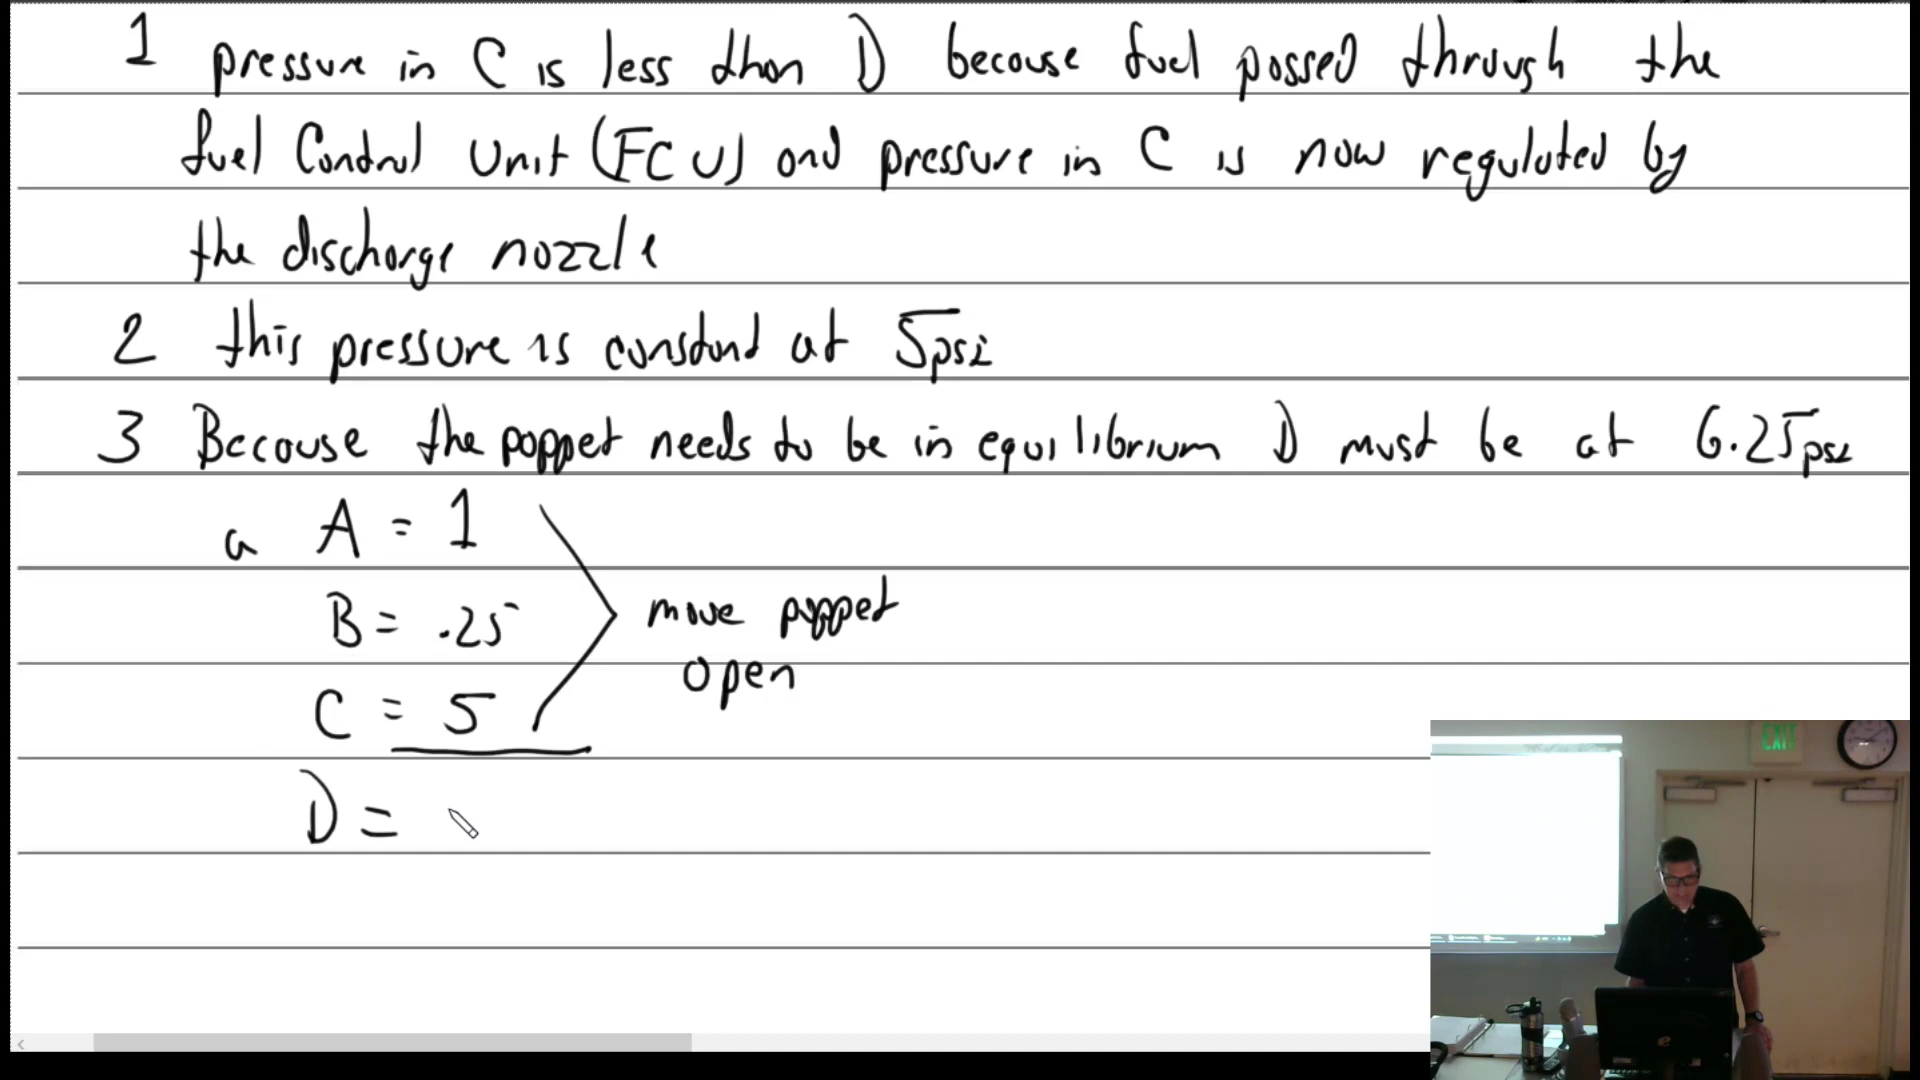 1 pressure in C is less than D because fuel passed through the
fuel Control Unit (FCU) and pressure in C is now regulated by
the discharge nozzle
2 this pressure is constant at 5psi
3 Because the poppet needs to be in equilibrium D must be at 6.25psi
a A = 1
B = .25
move poppet
open
C = 5
D =
EXIT